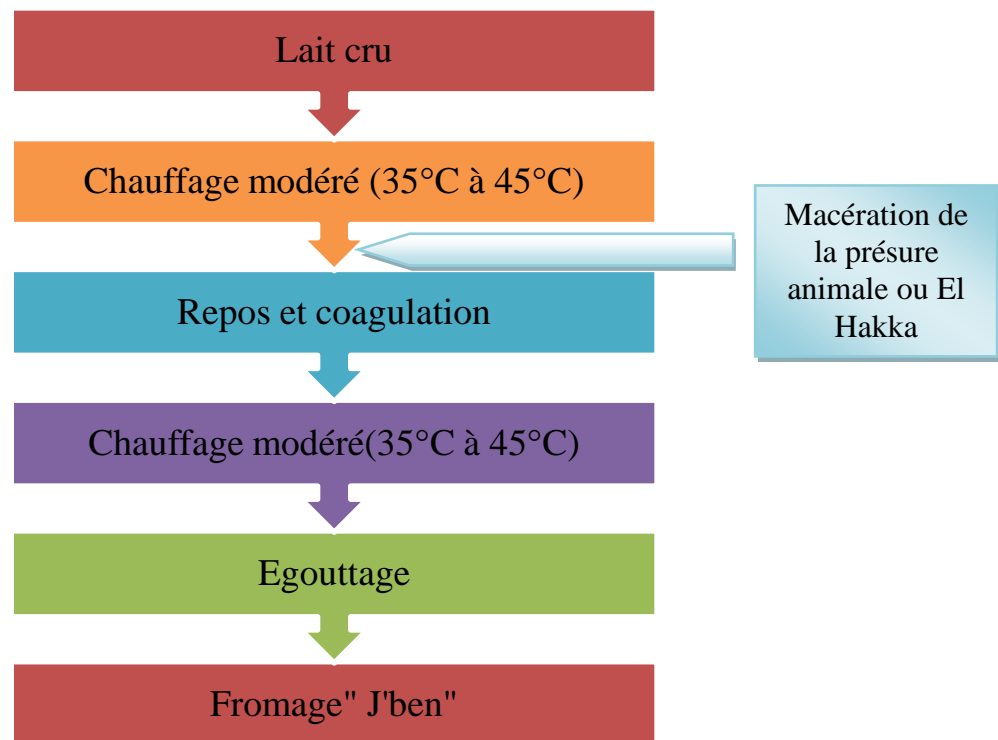 Lait cru
Chauffage modéré (35°C à 45°C)
Macération de
la présure
animale ou El
Hakka
Repos et coagulation
Chauffage modéré(35°C à 45°C)
Egouttage
Fromage" J'ben"